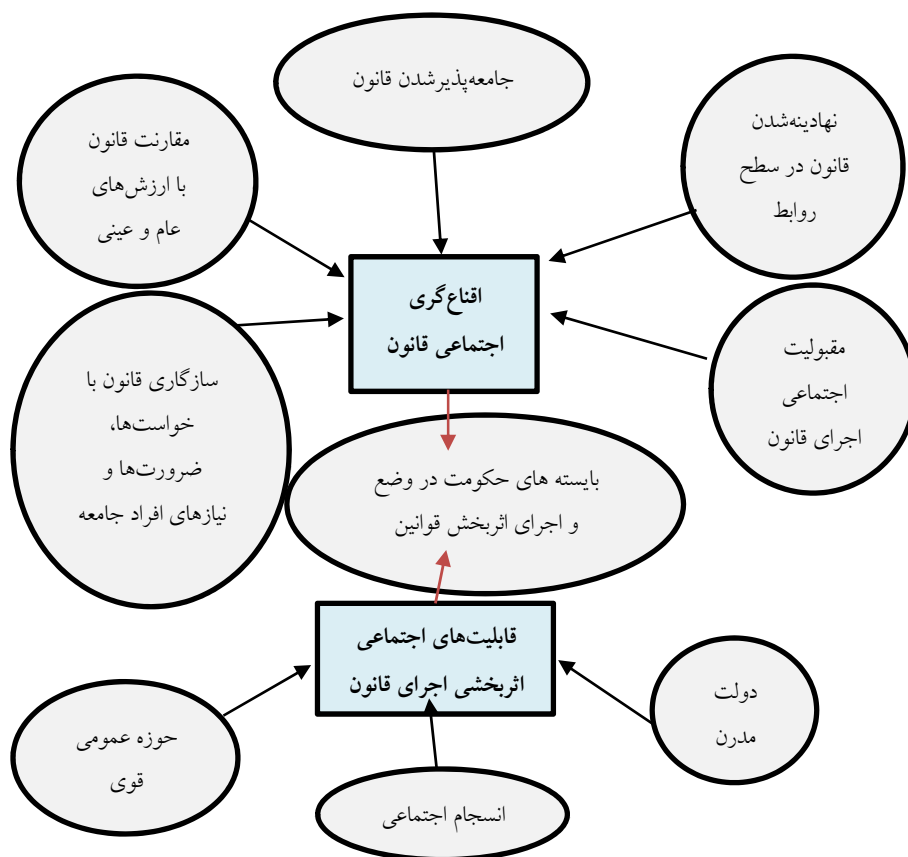 جامعه‌پذیرشدن قانون
نهادینه‌شدن
قانون در سطح
روابط
مقارنت قانون
با ارزش‌های
عام و عینی
اقناع‌گری
اجتماعی قانون
مقبولیت
اجتماعی
اجرای قانون
سازگاری قانون با
خواست‌ها،
ضرورت‌ها و
نیازهای افراد جامعه
بایسته های حکومت در وضع
و اجرای اثربخش قوانین
قابلیت‌های اجتماعی
اثربخشی اجرای قانون
دولت
مدرن
حوزه عمومی
قوی
انسجام اجتماعی